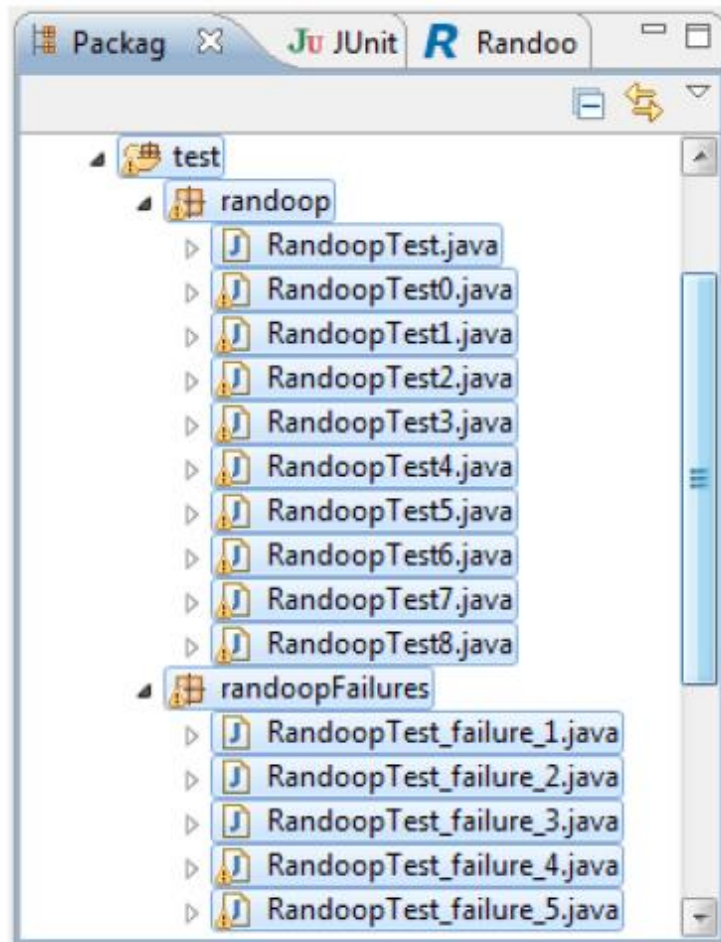 Packag JU JUnit R Randoo
test
randoop
RandoopTest.java
RandoopTest0.java
RandoopTest1.java
RandoopTest2.java
RandoopTest3.java
RandoopTest4.java
RandoopTest5.java
RandoopTest6.java
RandoopTest7.java
RandoopTest8.java
randoopFailures
RandoopTest_failure_1.java
RandoopTest_failure_2.java
RandoopTest_failure_3.java
RandoopTest_failure_4.java
RandoopTest_failure_5.java